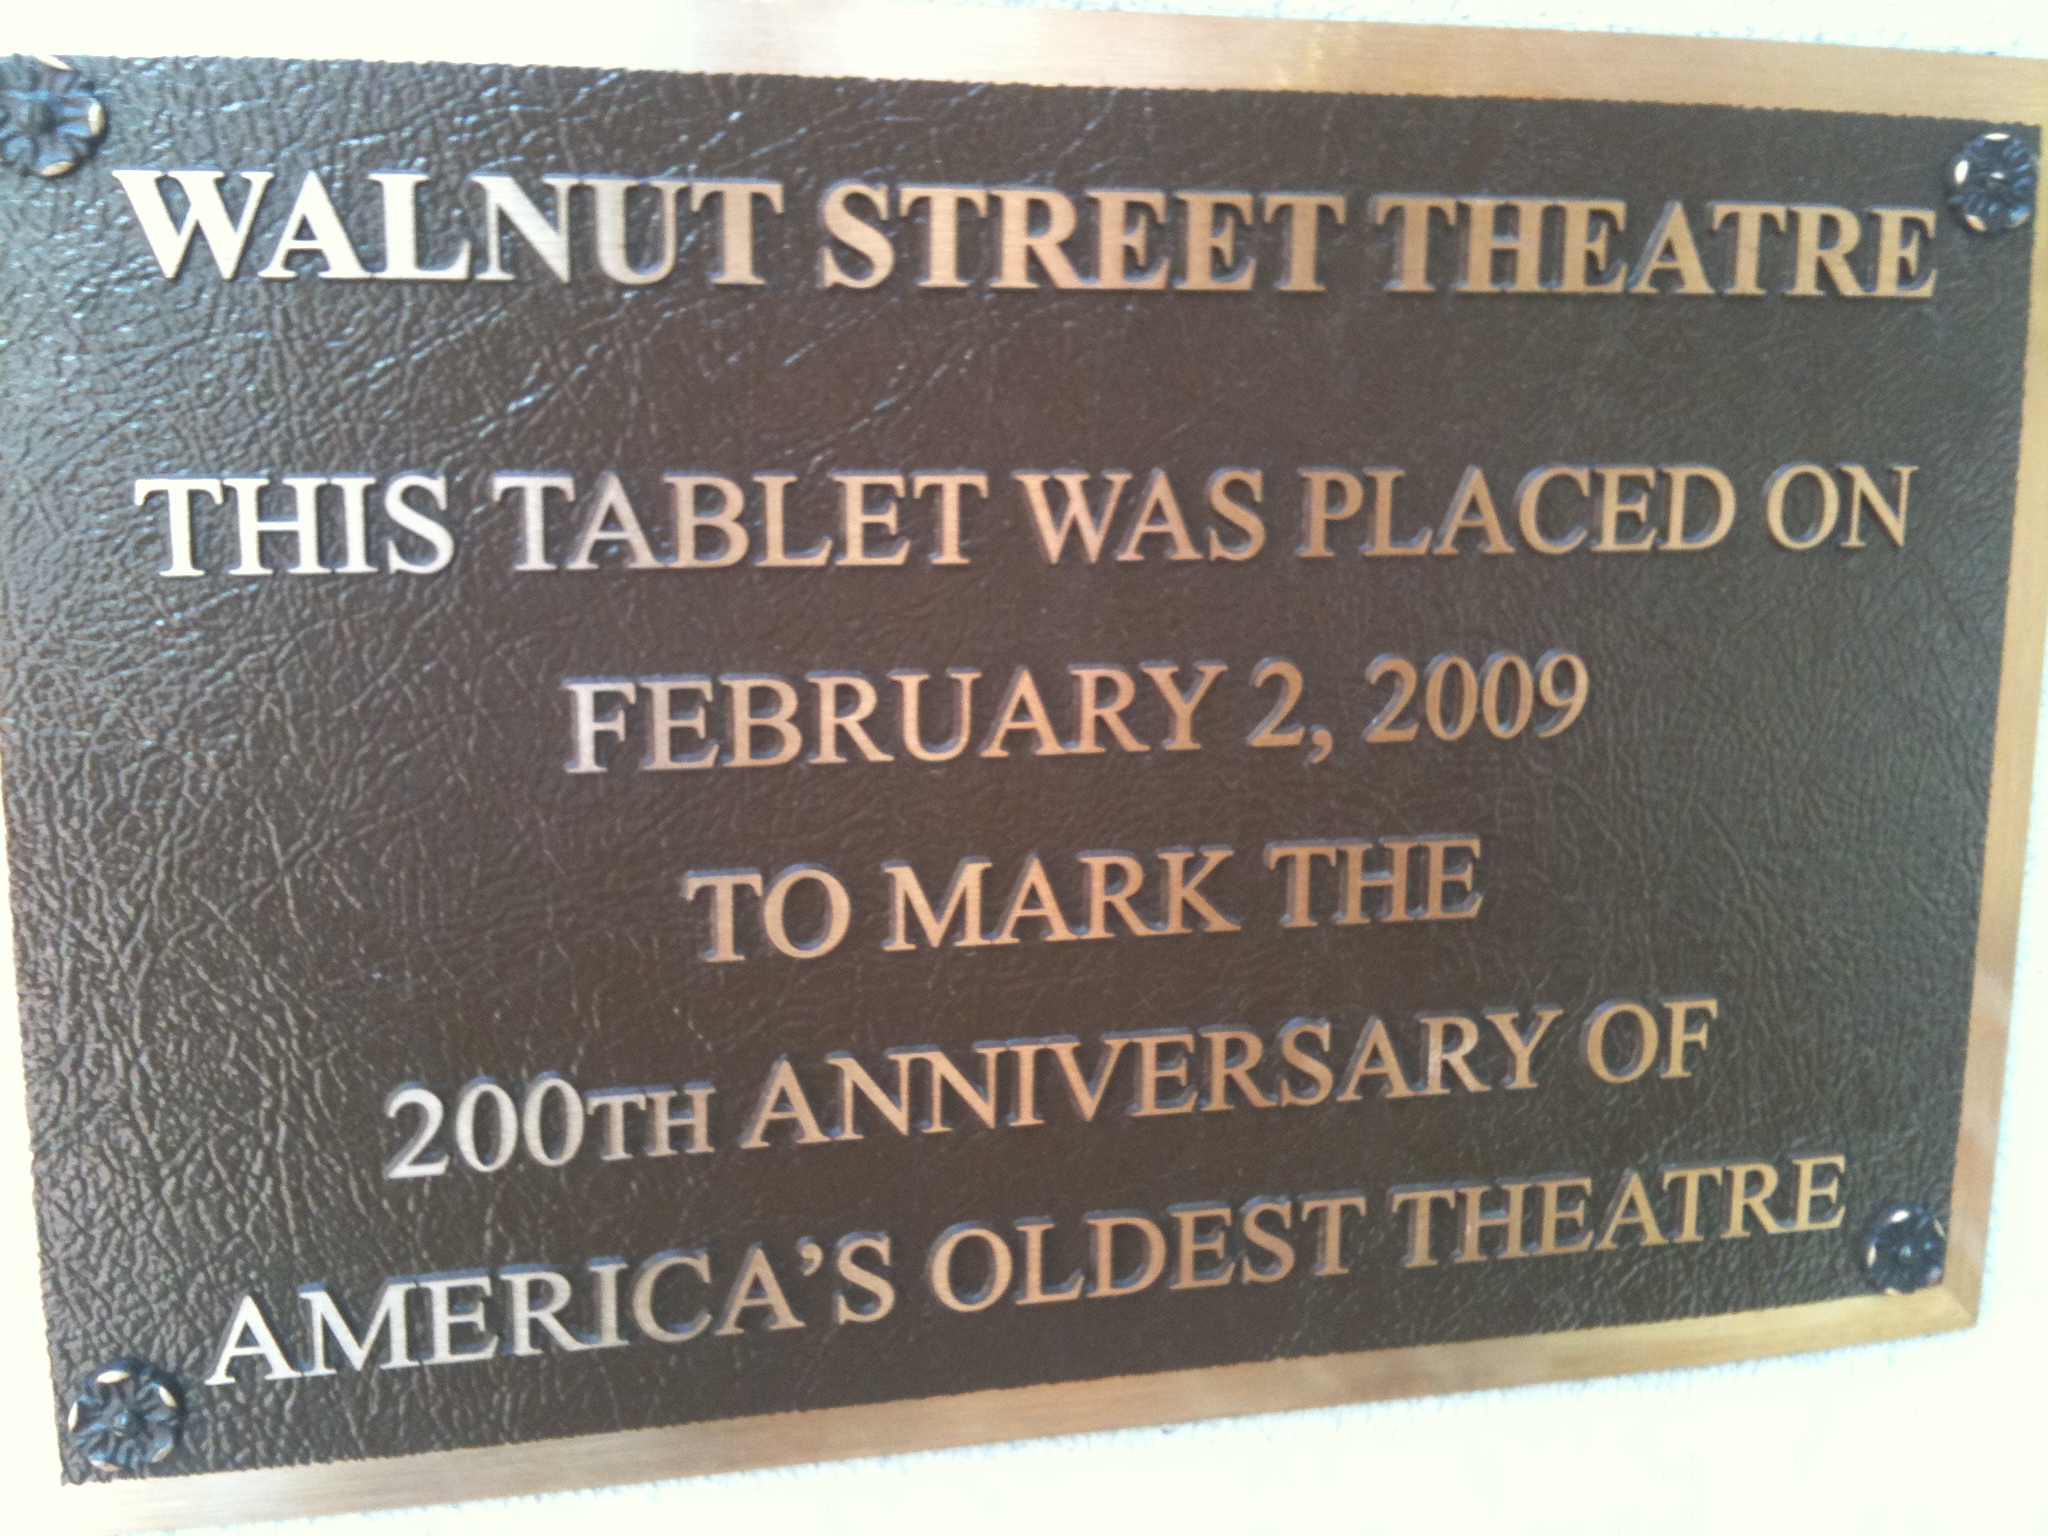 WALNUT STREET THEATRE
THIS TABLET WAS PLACED ON
FEBRUARY 2, 2009
TO MARK THE
200TH ANNIVERSARY OF
AMERICA'S OLDEST THEATRE